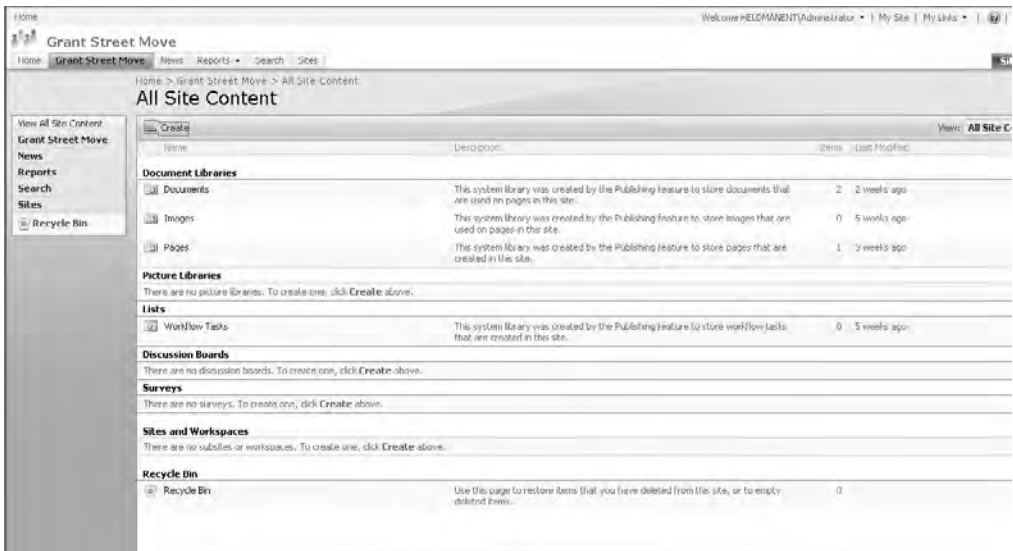 Home
Welcome HELDMANENT\Administrator | My Site | My Links |
Grant Street Move
Home Grant Street Move News Reports Search Sites
Home > Grant Street Move > All Site Content
All Site Content
View All Site Content
Grant Street Move
News
Reports
Search
Sites
Recycle Bin
Create
View: All Site C
Name Description Items Last Modified
Document Libraries
Documents This system library was created by the Publishing feature to store documents that 2 2 weeks ago
are used on pages in this site.
Images This system library was created by the Publishing feature to store images that are 0 5 weeks ago
used on pages in this site.
Pages This system library was created by the Publishing feature to store pages that are 1 weeks ago
created in this site.
Picture Libraries
There are no picture libraries. To create one, click Create above.
Lists
Workflow Tasks This system library was created by the Publishing feature to store workflow tasks 0 5 weeks ago
that are created in this site.
Discussion Boards
There are no discussion boards. To create one, click Create above.
Surveys
There are no surveys. To create one, click Create above.
Sites and Workspaces
There are no subsites or workspaces. To create one, click Create above.
Recycle Bin
Recycle Bin Use this page to restore items that you have deleted from this site, or to empty 0
deleted items.